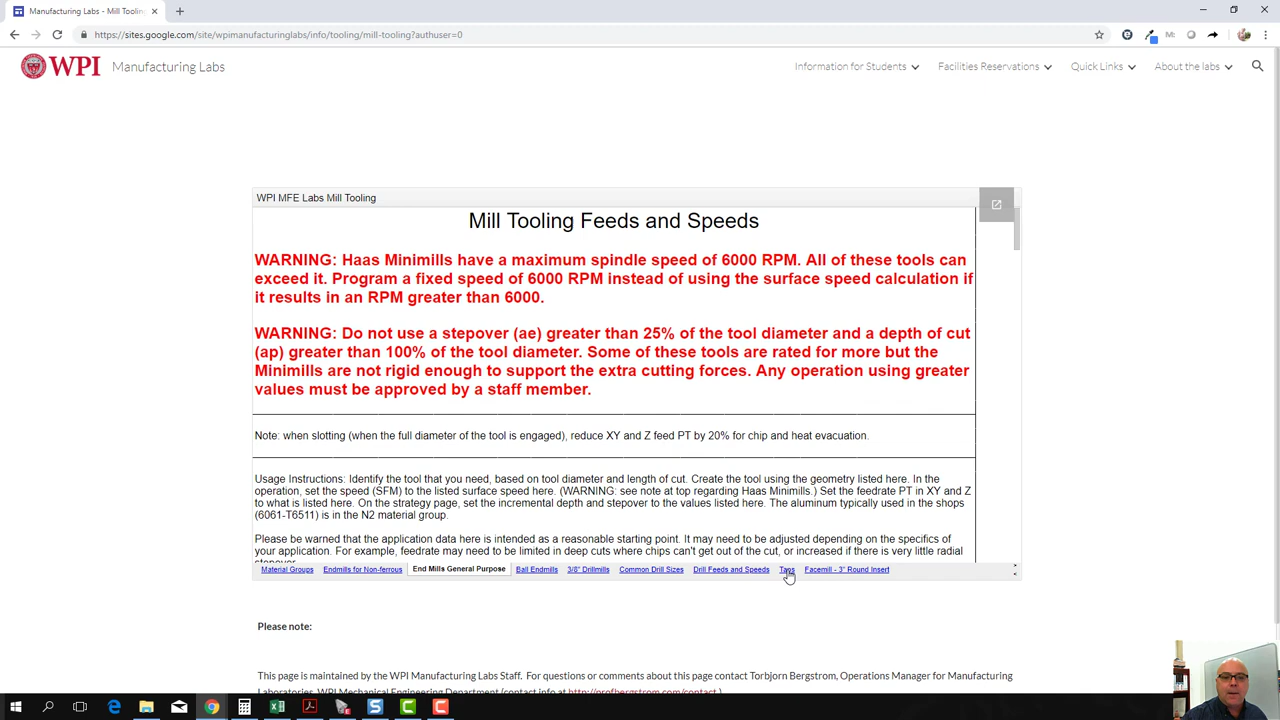 Manufacturing Labs - Mill Tooling
https://sites.google.com/site/wpimanufacturinglabs/info/tooling/mill-tooling?authuser=0
WPI Manufacturing Labs
Information for Students
Facilities Reservations
Quick Links
About the labs
WPI MFE Labs Mill Tooling
Mill Tooling Feeds and Speeds
WARNING: Haas Minimills have a maximum spindle speed of 6000 RPM. All of these tools can
exceed it. Program a fixed speed of 6000 RPM instead of using the surface speed calculation if
it results in an RPM greater than 6000.
WARNING: Do not use a stepover (ae) greater than 25% of the tool diameter and a depth of cut
(ap) greater than 100% of the tool diameter. Some of these tools are rated for more but the
Minimills are not rigid enough to support the extra cutting forces. Any operation using greater
values must be approved by a staff member.
Note: when slotting (when the full diameter of the tool is engaged), reduce XY and Z feed PT by 20% for chip and heat evacuation.
Usage Instructions: Identify the tool that you need, based on tool diameter and length of cut. Create the tool using the geometry listed here. In the
operation, set the speed (SFM) to the listed surface speed here. (WARNING: see note at top regarding Haas Minimills.) Set the feedrate PT in XY and Z
to what is listed here. On the strategy page, set the incremental depth and stepover to the values listed here. The aluminum typically used in the shops
(6061-T6511) is in the N2 material group.
Please be warned that the application data here is intended as a reasonable starting point. It may need to be adjusted depending on the specifics of
your application. For example, feedrate may need to be limited in deep cuts where chips can't get out of the cut, or increased if there is very little radial
Material Groups
Endmills for Non-ferrous
End Mills General Purpose
Ball Endmills
3/8" Drillmills
Common Drill Sizes
Drill Feeds and Speeds
Taps
Facemill - 3" Round Insert
Please note:
This page is maintained by the WPI Manufacturing Labs Staff. For questions or comments about this page contact Torbjorn Bergstrom, Operations Manager for Manufacturing
Laboratories, WPI Mechanical Engineering Department (contact info at http://profbergstrom.com/contact )